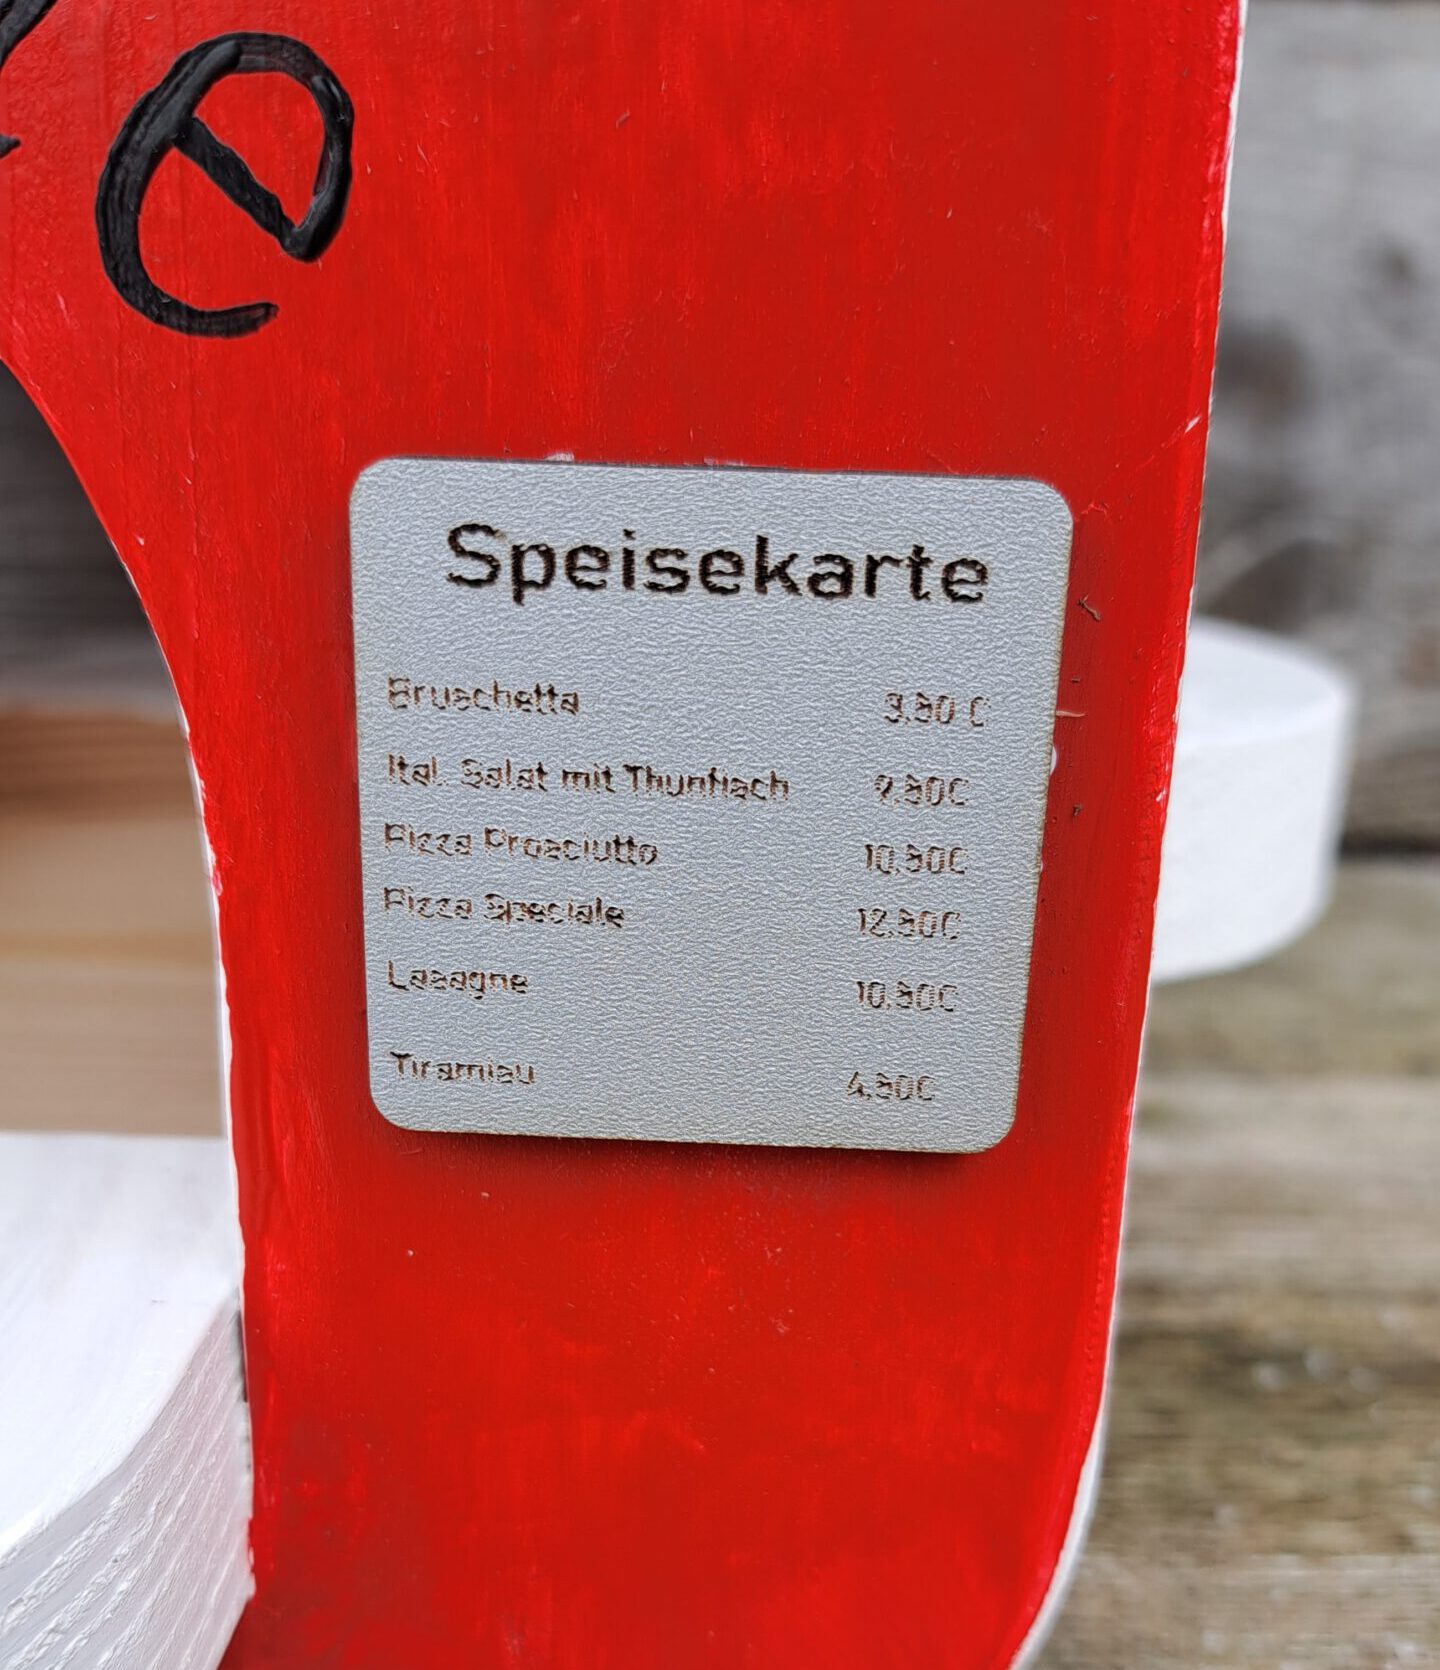 e
Speisekarte
Bruschetta 3.50 €
Ital. Salat mit Thunfisch 9.50€
Pizza Prosciutto 10.50€
Pizza Speciale 12.50€
Lasagne 10.50€
Tiramisu 4.50€